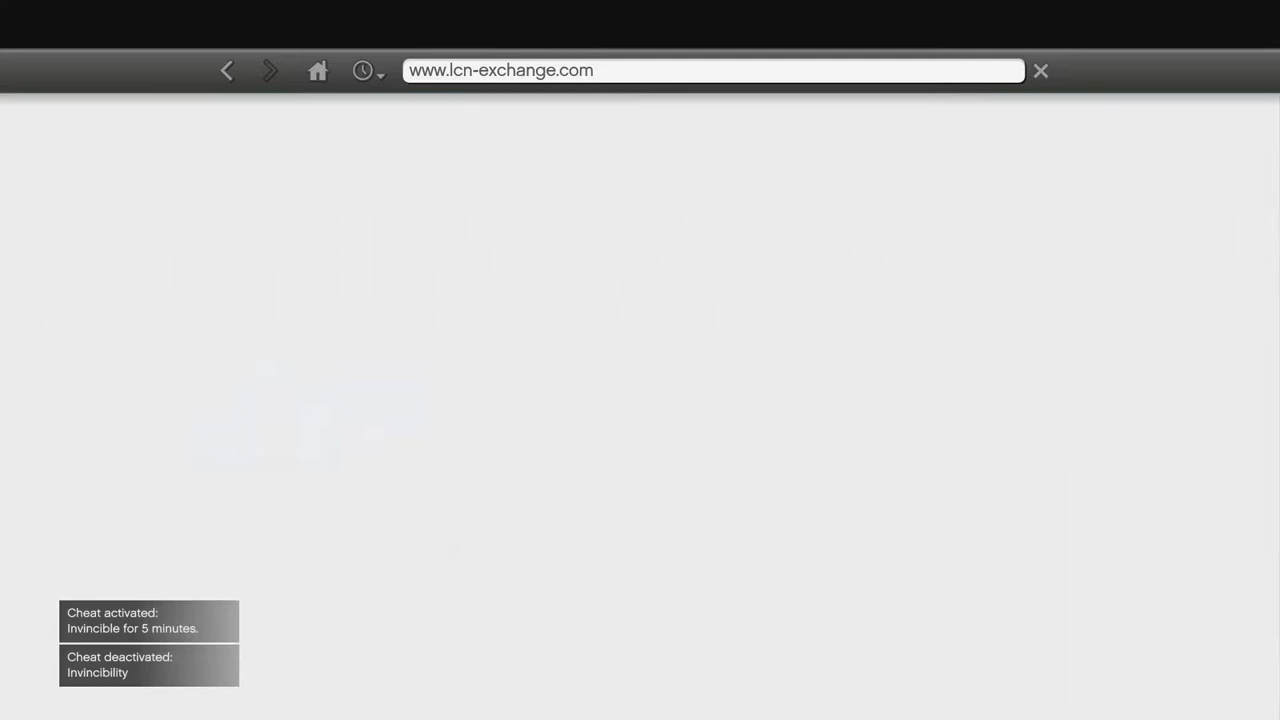 www.lcn-exchange.com
Cheat activated:
Invincible for 5 minutes.
Cheat deactivated:
Invincibility